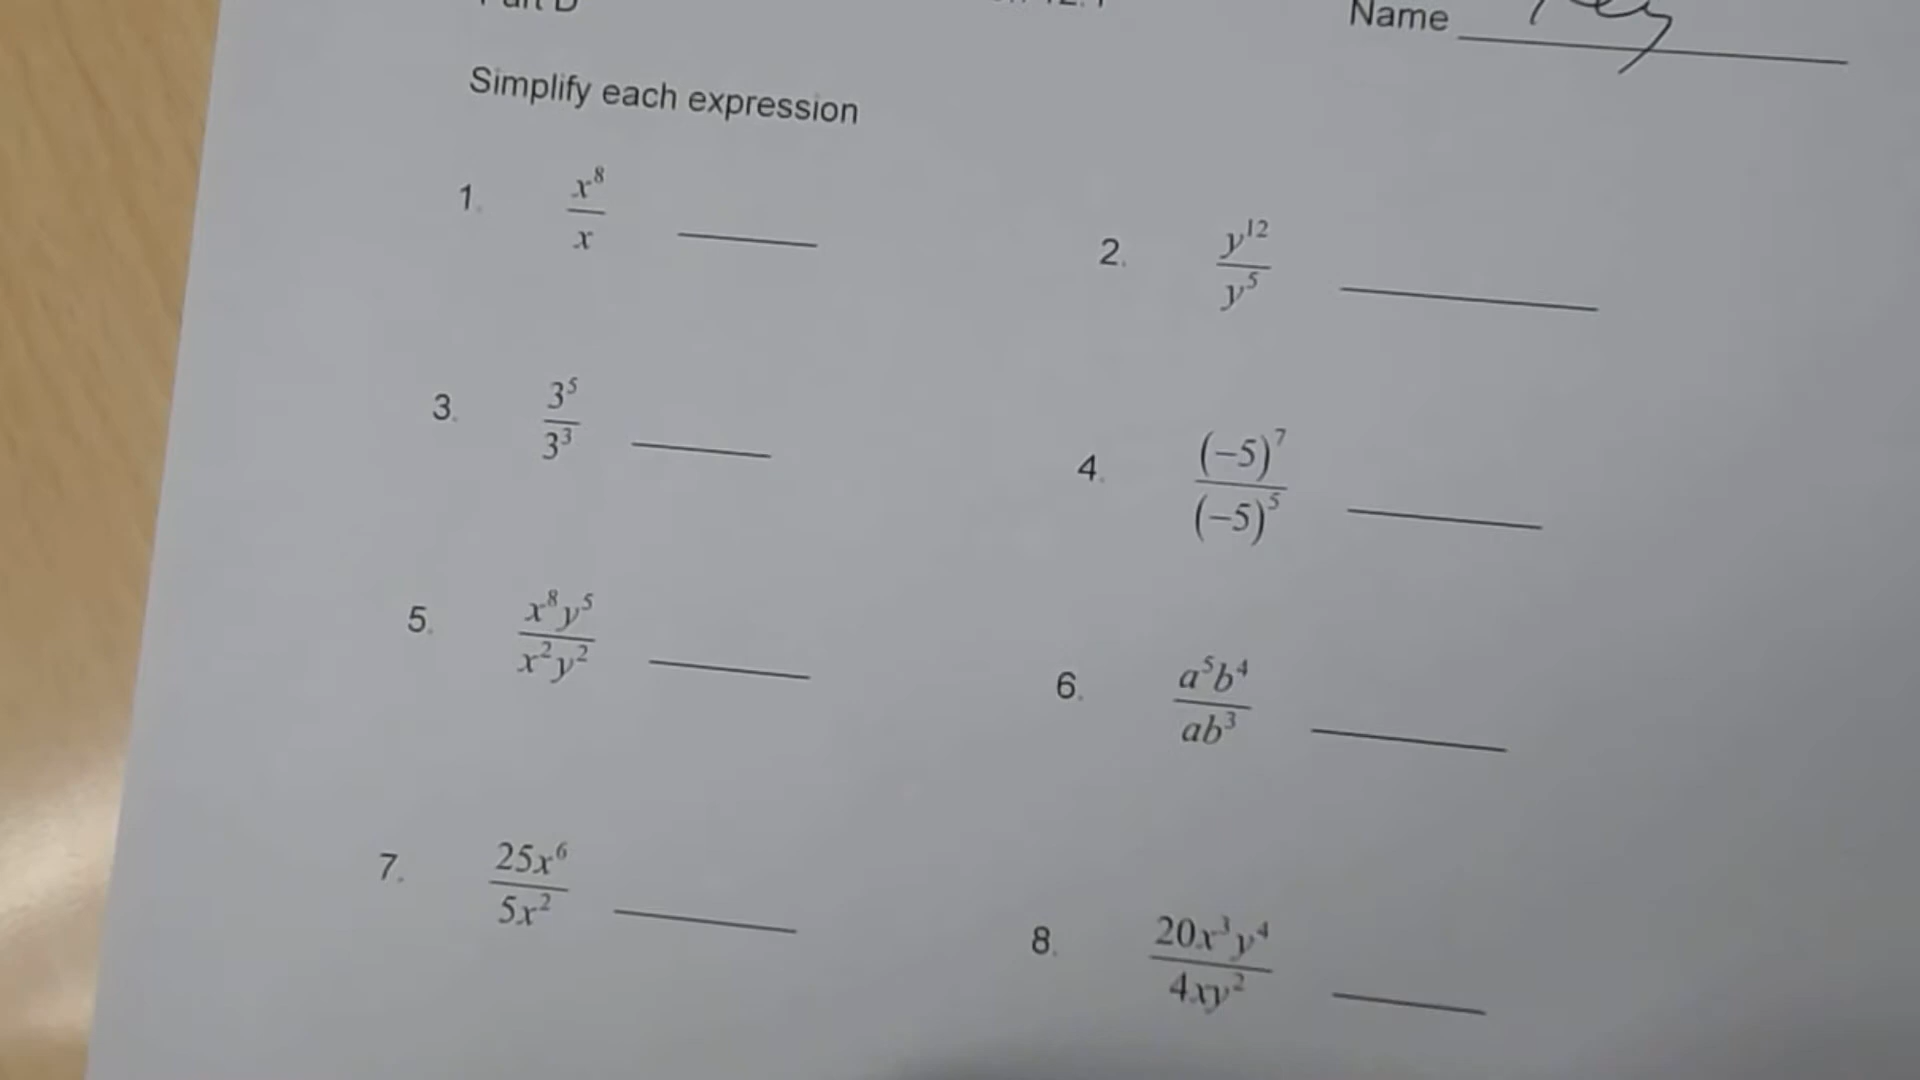 Name
Simplify each expression
1. x^8/x
2. y^12/y^5
3. 3^5/3^3
4. (−5)^7/(−5)^5
5. x^8y^5/x^2y^2
6. a^5b^4/ab^3
7. 25x^6/5x^2
8. 20x^3y^4/4xy^2